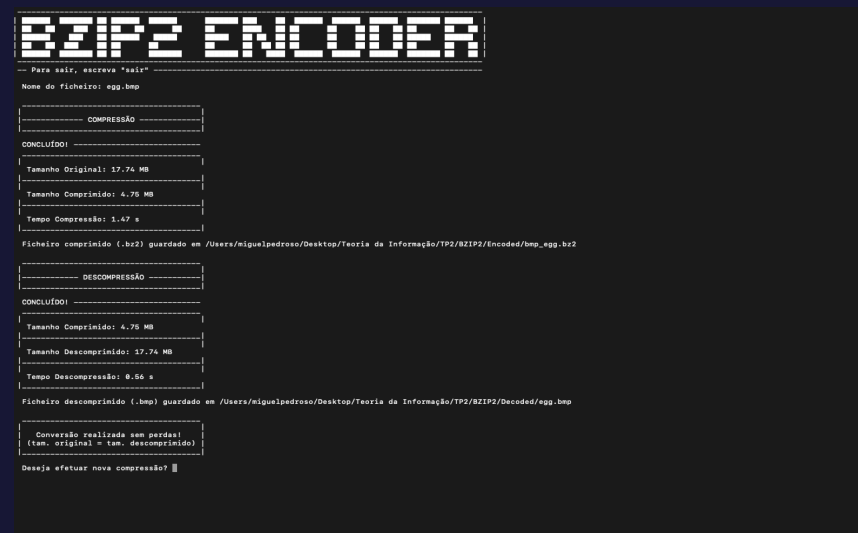 BZIP2 ENCODER
-- Para sair, escreva "sair"
Nome do ficheiro: egg.bmp
COMPRESSÃO
CONCLUÍDO!
Tamanho Original: 17.74 MB
Tamanho Comprimido: 4.75 MB
Tempo Compressão: 1.47 s
Ficheiro comprimido (.bz2) guardado em /Users/miguelpedroso/Desktop/Teoria da Informação/TP2/BZIP2/Encoded/bmp_egg.bz2
DESCOMPRESSÃO
CONCLUÍDO!
Tamanho Comprimido: 4.75 MB
Tamanho Descomprimido: 17.74 MB
Tempo Descompressão: 0.56 s
Ficheiro descomprimido (.bmp) guardado em /Users/miguelpedroso/Desktop/Teoria da Informação/TP2/BZIP2/Decoded/egg.bmp
Conversão realizada sem perdas!
(tam. original = tam. descomprimido)
Deseja efetuar nova compressão?